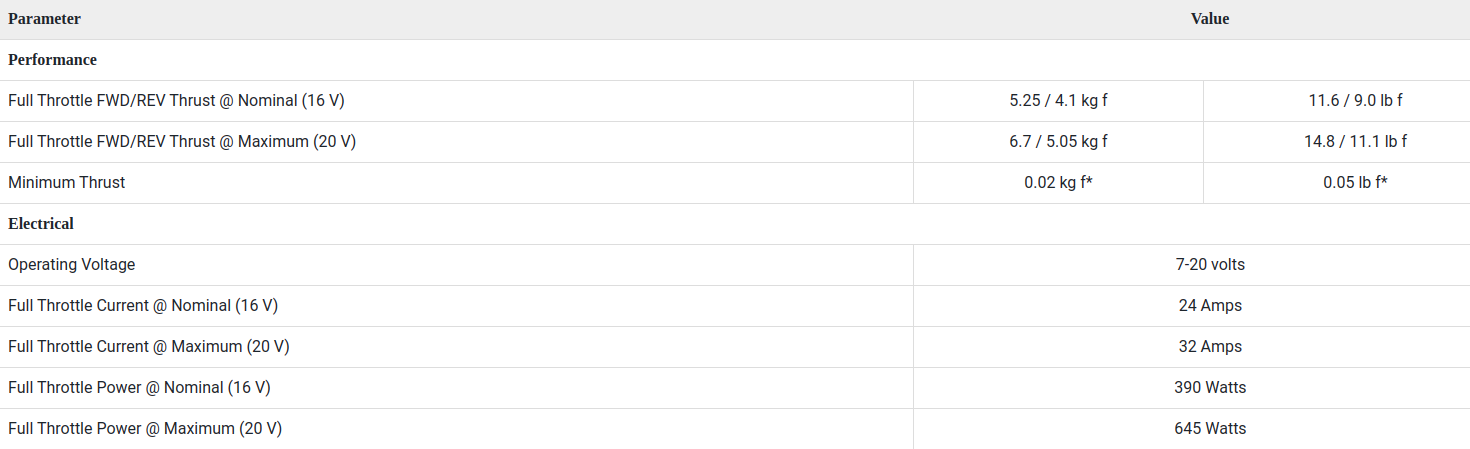 Parameter Value
Performance
Full Throttle FWD/REV Thrust @ Nominal (16 V) 5.25 / 4.1 kg f 11.6 / 9.0 lb f
Full Throttle FWD/REV Thrust @ Maximum (20 V) 6.7 / 5.05 kg f 14.8 / 11.1 lb f
Minimum Thrust 0.02 kg f* 0.05 lb f*
Electrical
Operating Voltage 7-20 volts
Full Throttle Current @ Nominal (16 V) 24 Amps
Full Throttle Current @ Maximum (20 V) 32 Amps
Full Throttle Power @ Nominal (16 V) 390 Watts
Full Throttle Power @ Maximum (20 V) 645 Watts